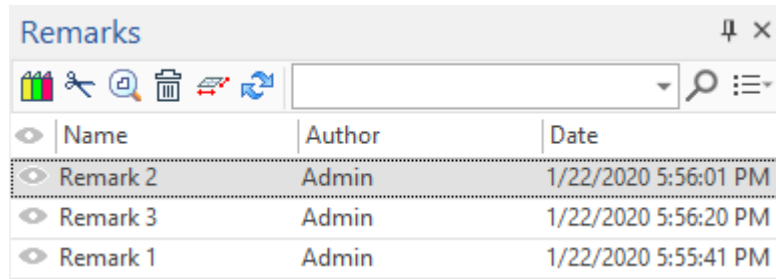 Remarks
Name Author Date
Remark 2 Admin 1/22/2020 5:56:01 PM
Remark 3 Admin 1/22/2020 5:56:20 PM
Remark 1 Admin 1/22/2020 5:55:41 PM